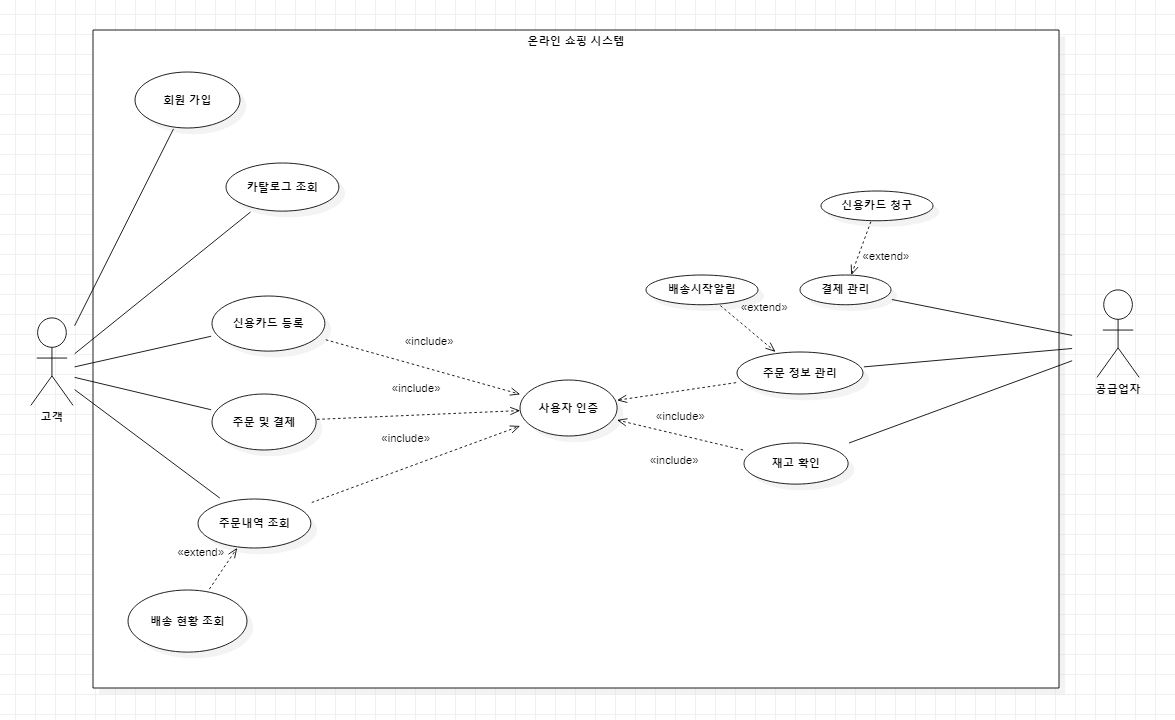 온라인 쇼핑 시스템
회원 가입
카탈로그 조회
신용카드 청구
«extend»
배송시작알림
결제 관리
«extend»
신용카드 등록
«include»
주문 정보 관리
공급업자
«include»
고객
주문 및 결제
사용자 인증
«include»
«include»
«include»
재고 확인
주문내역 조회
«extend»
배송 현황 조회